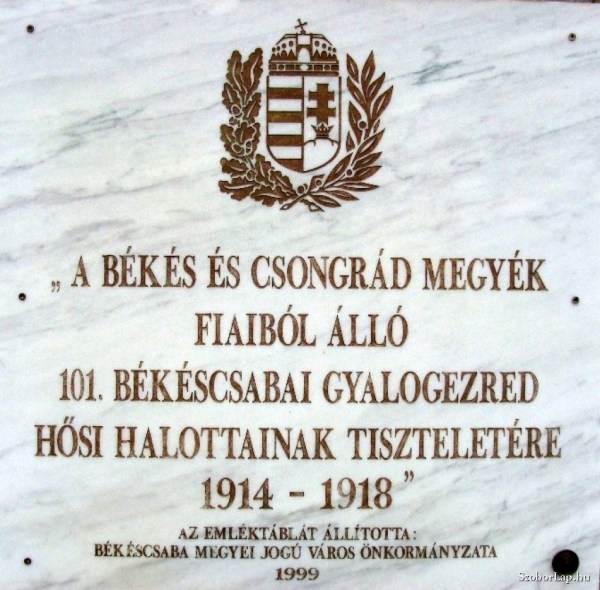 „ A BÉKÉS ÉS CSONGRÁD MEGYÉK
FIAIBÓL ÁLLÓ
101. BÉKÉSCSABAI GYALOGEZRED
HŐSI HALOTTAINAK TISZTELETÉRE
1914 - 1918 ”
AZ EMLÉKTÁBLÁT ÁLLÍTOTTA:
BÉKÉSCSABA MEGYEI JOGÚ VÁROS ÖNKORMÁNYZATA
1999
SzoborLap.hu